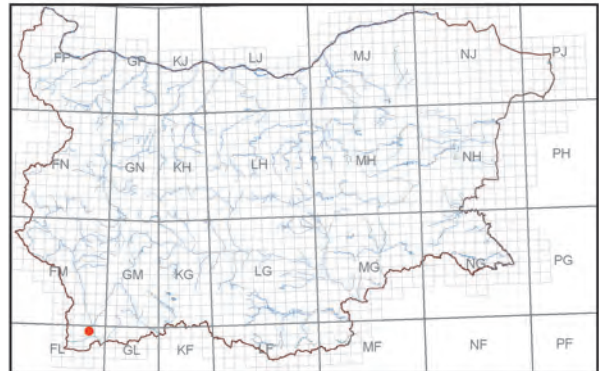 FP GP KJ LJ MJ NJ PJ
FN GN KH LH MH NH PH
FM GM KG LG MG NG PG
FL GL KF LF MF NF PF